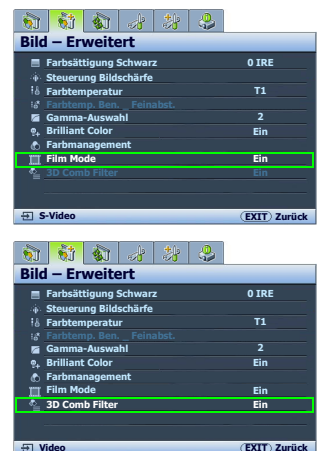 Bild – Erweitert
Farbsättigung Schwarz 0 IRE
Steuerung Bildschärfe
Farbtemperatur T1
Farbtemp. Ben. _ Feinabst.
Gamma-Auswahl 2
Brilliant Color Ein
Farbmanagement
Film Mode Ein
3D Comb Filter Ein
S-Video EXIT Zurück
Bild – Erweitert
Farbsättigung Schwarz 0 IRE
Steuerung Bildschärfe
Farbtemperatur T1
Farbtemp. Ben. _ Feinabst.
Gamma-Auswahl 2
Brilliant Color Ein
Farbmanagement
Film Mode Ein
3D Comb Filter Ein
Video EXIT Zurück